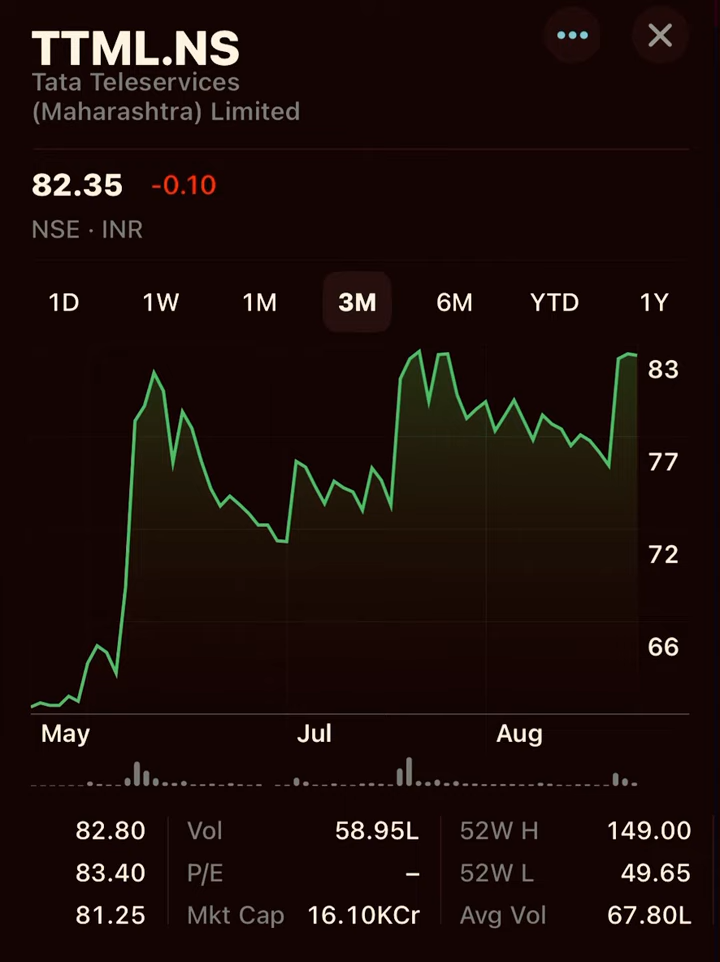 TTML.NS
Tata Teleservices
(Maharashtra) Limited
82.35 -0.10
NSE · INR
1D 1W 1M 3M 6M YTD 1Y
83
77
72
66
May Jul Aug
82.80 Vol 58.95L 52W H 149.00
83.40 P/E – 52W L 49.65
81.25 Mkt Cap 16.10KCr Avg Vol 67.80L